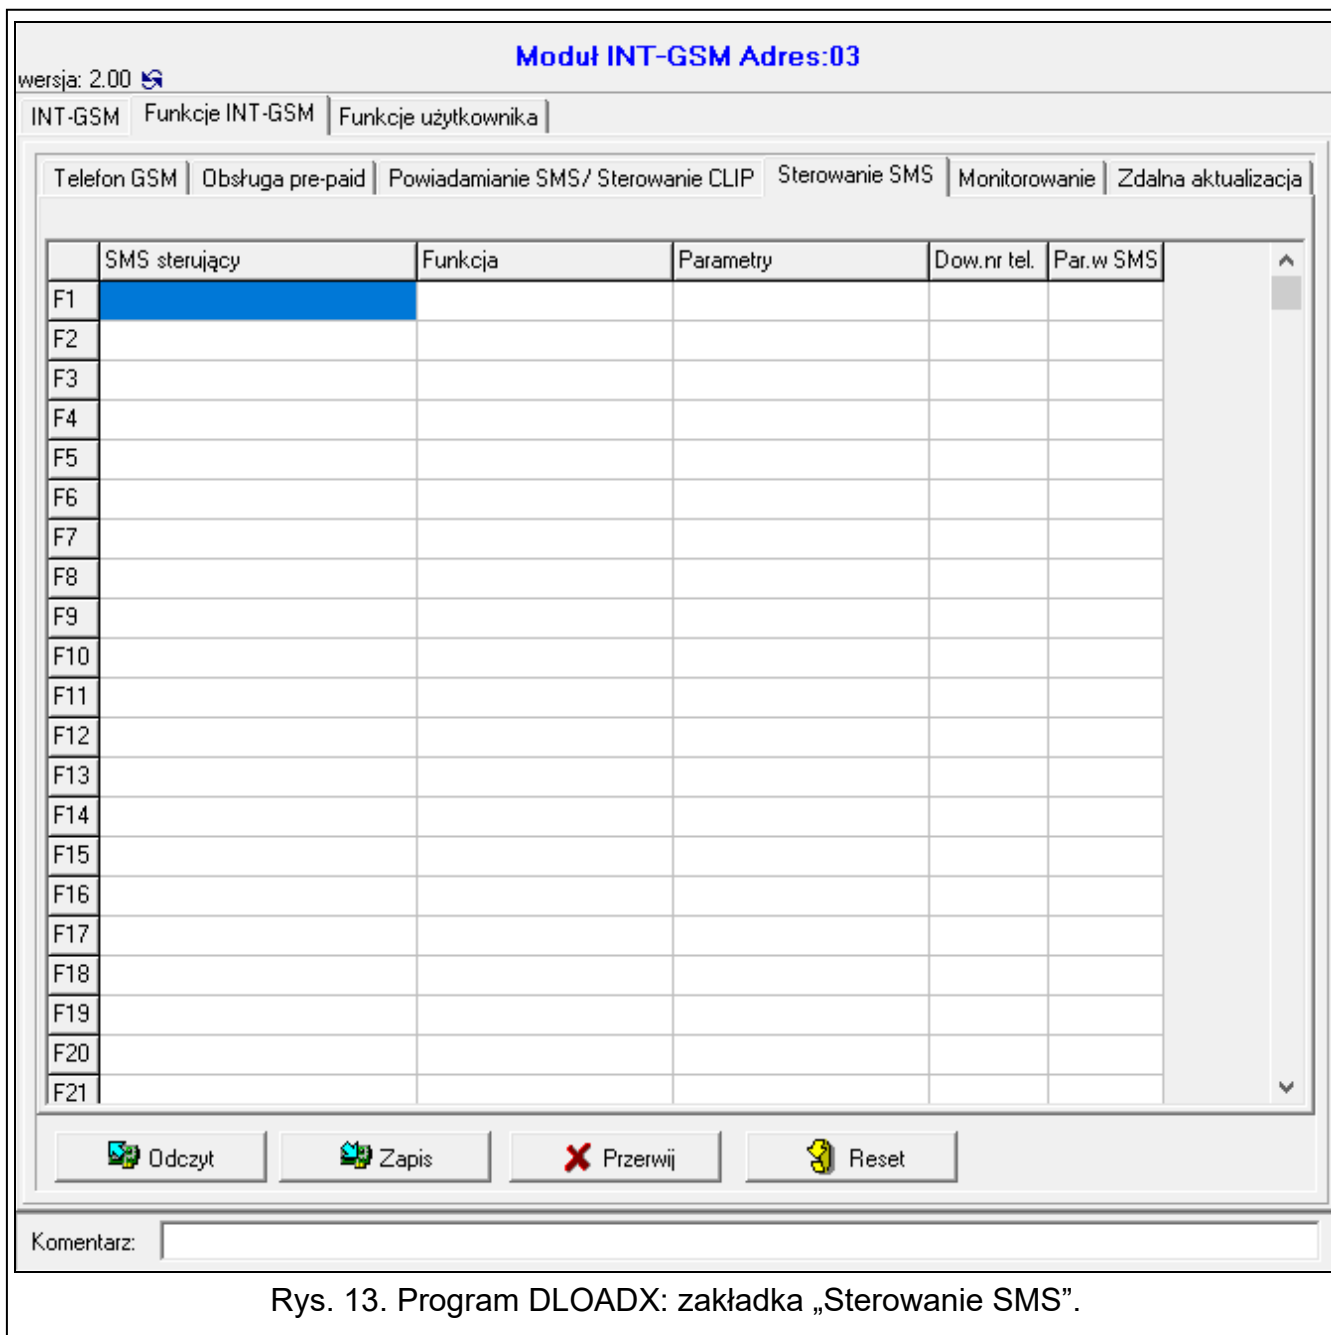 Moduł INT-GSM Adres:03
wersja: 2.00
INT-GSM Funkcje INT-GSM Funkcje użytkownika
Telefon GSM Obsługa pre-paid Powiadamianie SMS/ Sterowanie CLIP Sterowanie SMS Monitorowanie Zdalna aktualizacja
SMS sterujący Funkcja Parametry Dow.nr tel. Par.w SMS
F1
F2
F3
F4
F5
F6
F7
F8
F9
F10
F11
F12
F13
F14
F15
F16
F17
F18
F19
F20
F21
Odczyt Zapis Przerwij Reset
Komentarz:
Rys. 13. Program DLOADX: zakładka „Sterowanie SMS”.